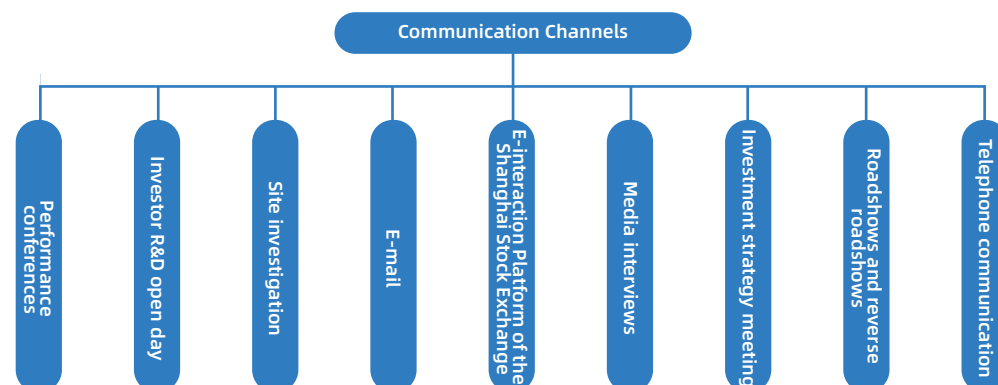 Communication Channels
Performance
conferences
Investor R&D open day
Site investigation
E-mail
E-interaction Platform of the
Shanghai Stock Exchange
Media interviews
Investment strategy meeting
Roadshows and reverse
roadshows
Telephone communication